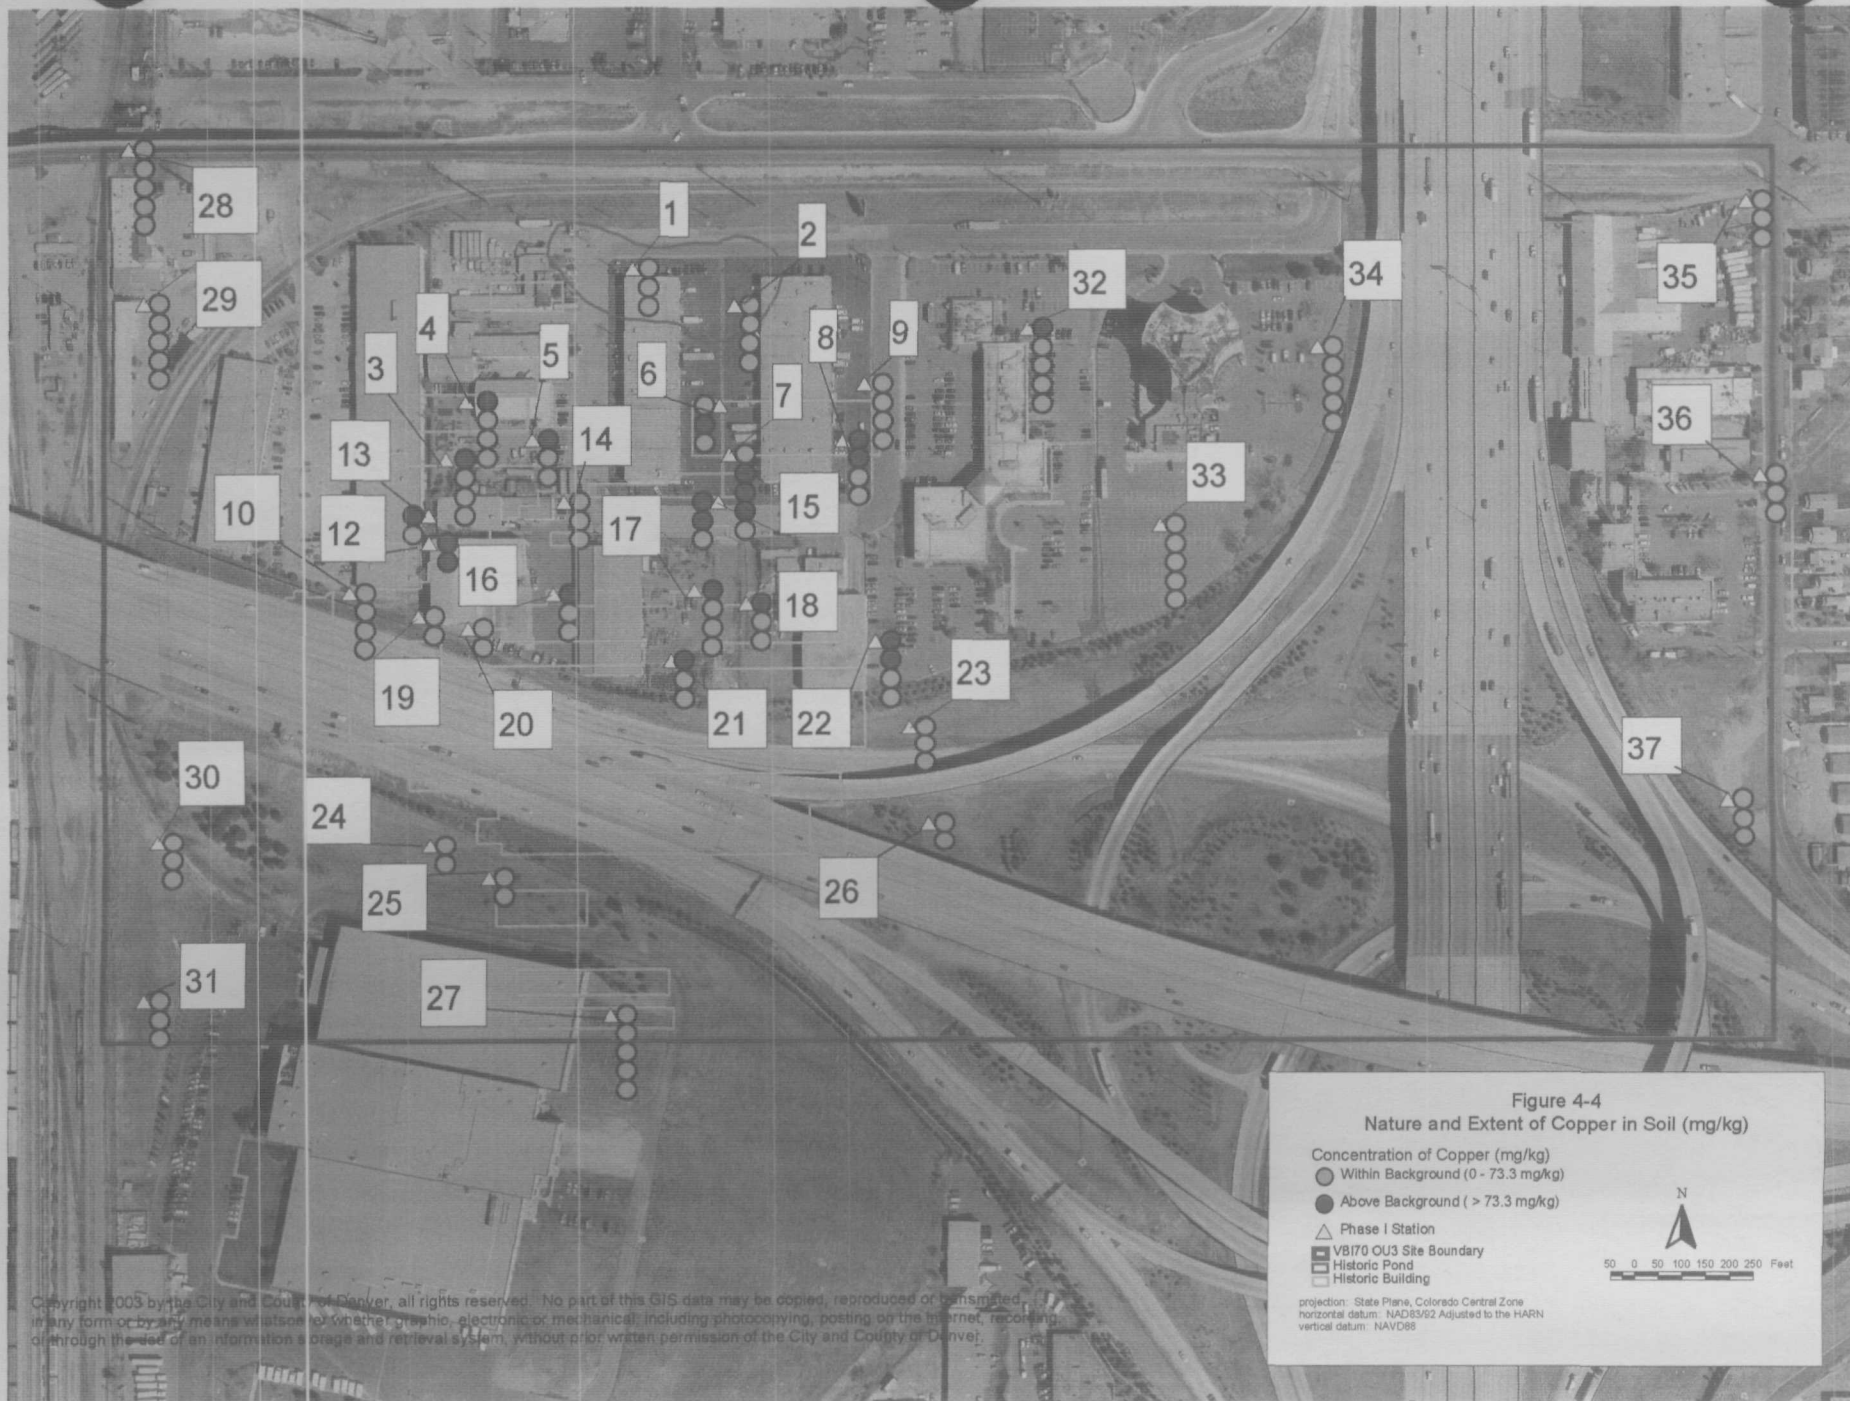 28
1
2
29
32
34
35
4
5
8
9
3
6
7
36
13
14
33
10
12
17
15
16
18
19
20
21
22
23
30
24
37
25
26
31
27
Figure 4-4
Nature and Extent of Copper in Soil (mg/kg)
Concentration of Copper (mg/kg)
Within Background (0 - 73.3 mg/kg)
Above Background ( > 73.3 mg/kg)
Phase I Station
VBI70 OU3 Site Boundary
Historic Pond
Historic Building
N
50 0 50 100 150 200 250 Feet
projection: State Plane, Colorado Central Zone
horizontal datum: NAD83/92 Adjusted to the HARN
vertical datum: NAVD88
Copyright 2003 by the City and County of Denver, all rights reserved. No part of this GIS data may be copied, reproduced or transmitted,
in any form or by any means whatsoever whether graphic, electronic or mechanical, including photocopying, posting on the internet, recording,
or through the use of an information storage and retrieval system, without prior written permission of the City and County of Denver.